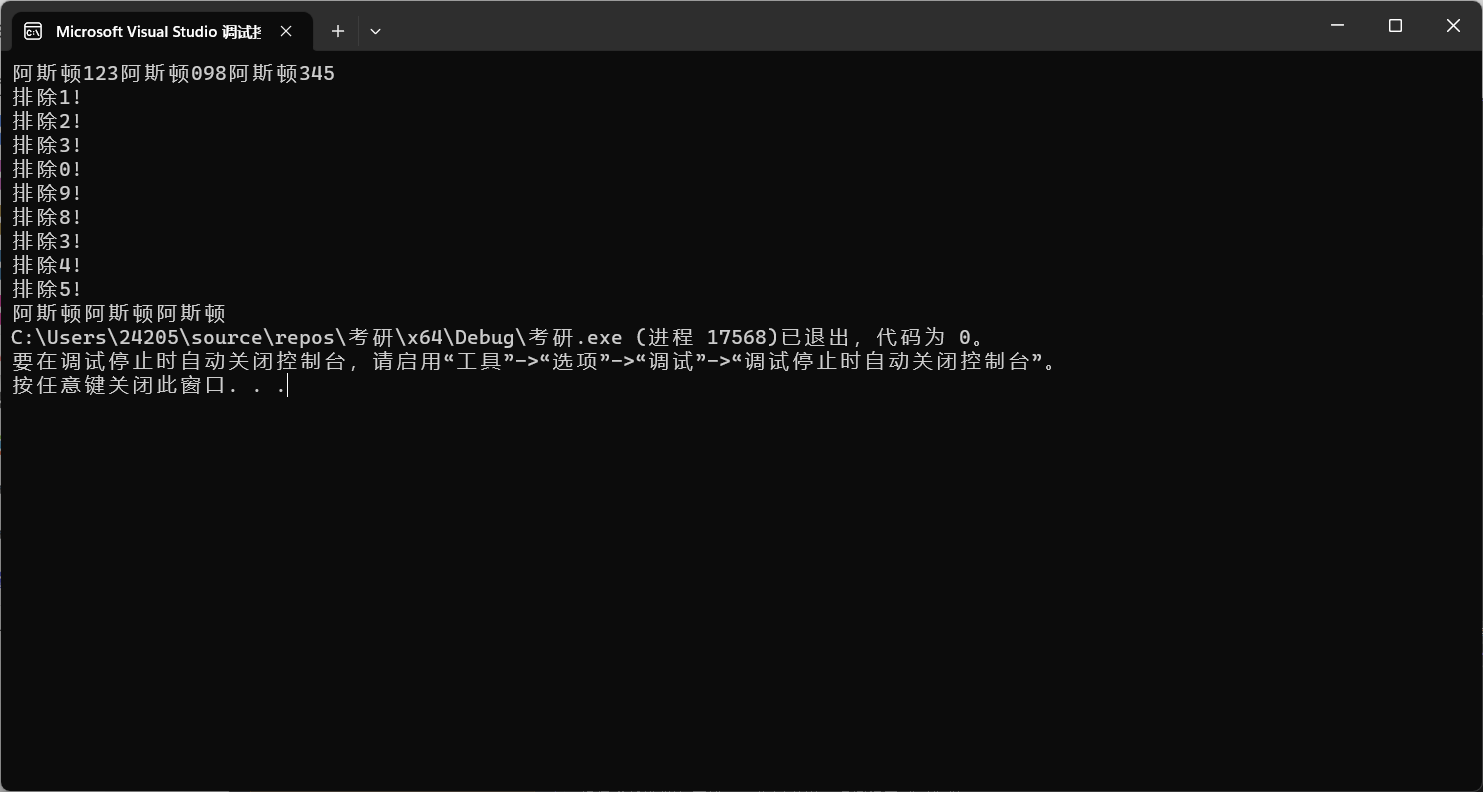 Microsoft Visual Studio 调试
阿斯顿123阿斯顿098阿斯顿345
排除1!
排除2!
排除3!
排除0!
排除9!
排除8!
排除3!
排除4!
排除5!
阿斯顿阿斯顿阿斯顿
C:\Users\24205\source\repos\考研\x64\Debug\考研.exe (进程 17568)已退出，代码为 0。
要在调试停止时自动关闭控制台，请启用“工具”->“选项”->“调试”->“调试停止时自动关闭控制台”。
按任意键关闭此窗口. . .